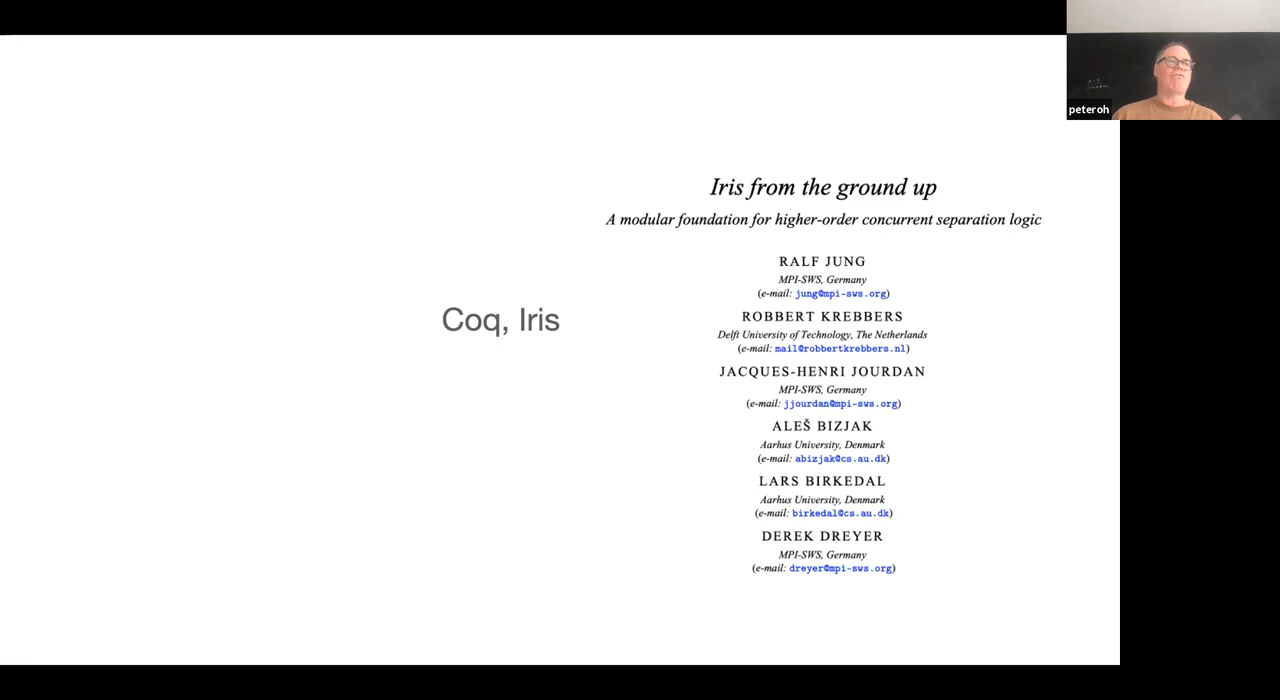 peteroh
Iris from the ground up
A modular foundation for higher-order concurrent separation logic
RALF JUNG
MPI-SWS, Germany
(e-mail: jung@mpi-sws.org)
Coq, Iris
ROBBERT KREBBERS
Delft University of Technology, The Netherlands
(e-mail: mail@robbertkrebbers.nl)
JACQUES-HENRI JOURDAN
MPI-SWS, Germany
(e-mail: jjourdan@mpi-sws.org)
ALEŠ BIZJAK
Aarhus University, Denmark
(e-mail: abizjak@cs.au.dk)
LARS BIRKEDAL
Aarhus University, Denmark
(e-mail: birkedal@cs.au.dk)
DEREK DREYER
MPI-SWS, Germany
(e-mail: dreyer@mpi-sws.org)